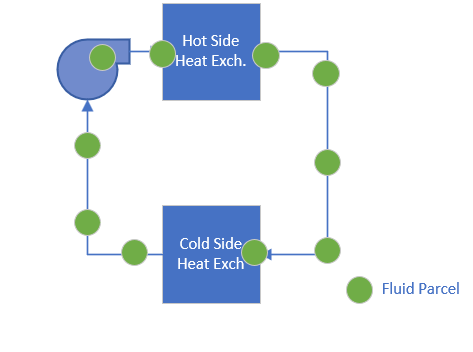 Hot Side
Heat Exch.
Cold Side
Heat Exch
Fluid Parcel